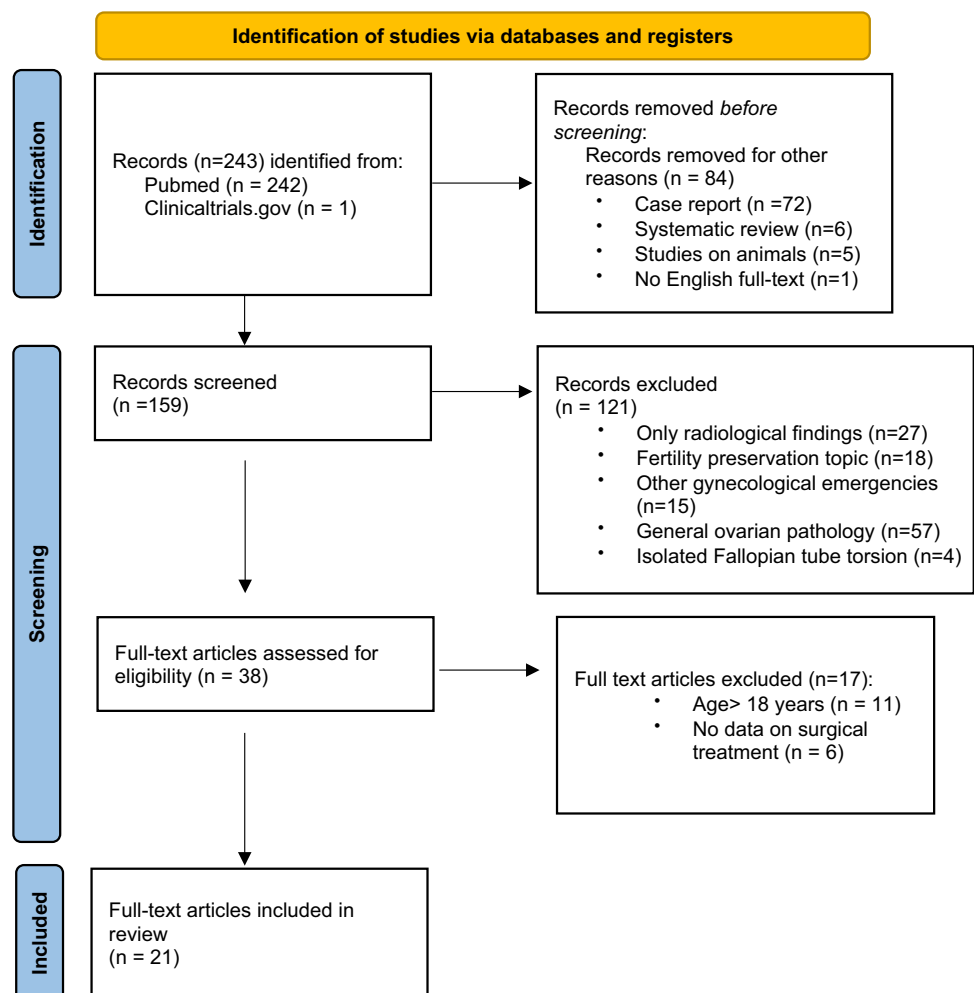 Identification of studies via databases and registers
Identification
Records (n=243) identified from:
Pubmed (n = 242)
Clinicaltrials.gov (n = 1)
Records removed before
screening:
Records removed for other
reasons (n = 84)
• Case report (n =72)
• Systematic review (n=6)
• Studies on animals (n=5)
• No English full-text (n=1)
Screening
Records screened
(n =159)
Records excluded
(n = 121)
• Only radiological findings (n=27)
• Fertility preservation topic (n=18)
• Other gynecological emergencies
(n=15)
• General ovarian pathology (n=57)
• Isolated Fallopian tube torsion (n=4)
Full-text articles assessed for
eligibility (n = 38)
Full text articles excluded (n=17):
• Age> 18 years (n = 11)
• No data on surgical
treatment (n = 6)
Included
Full-text articles included in
review
(n = 21)